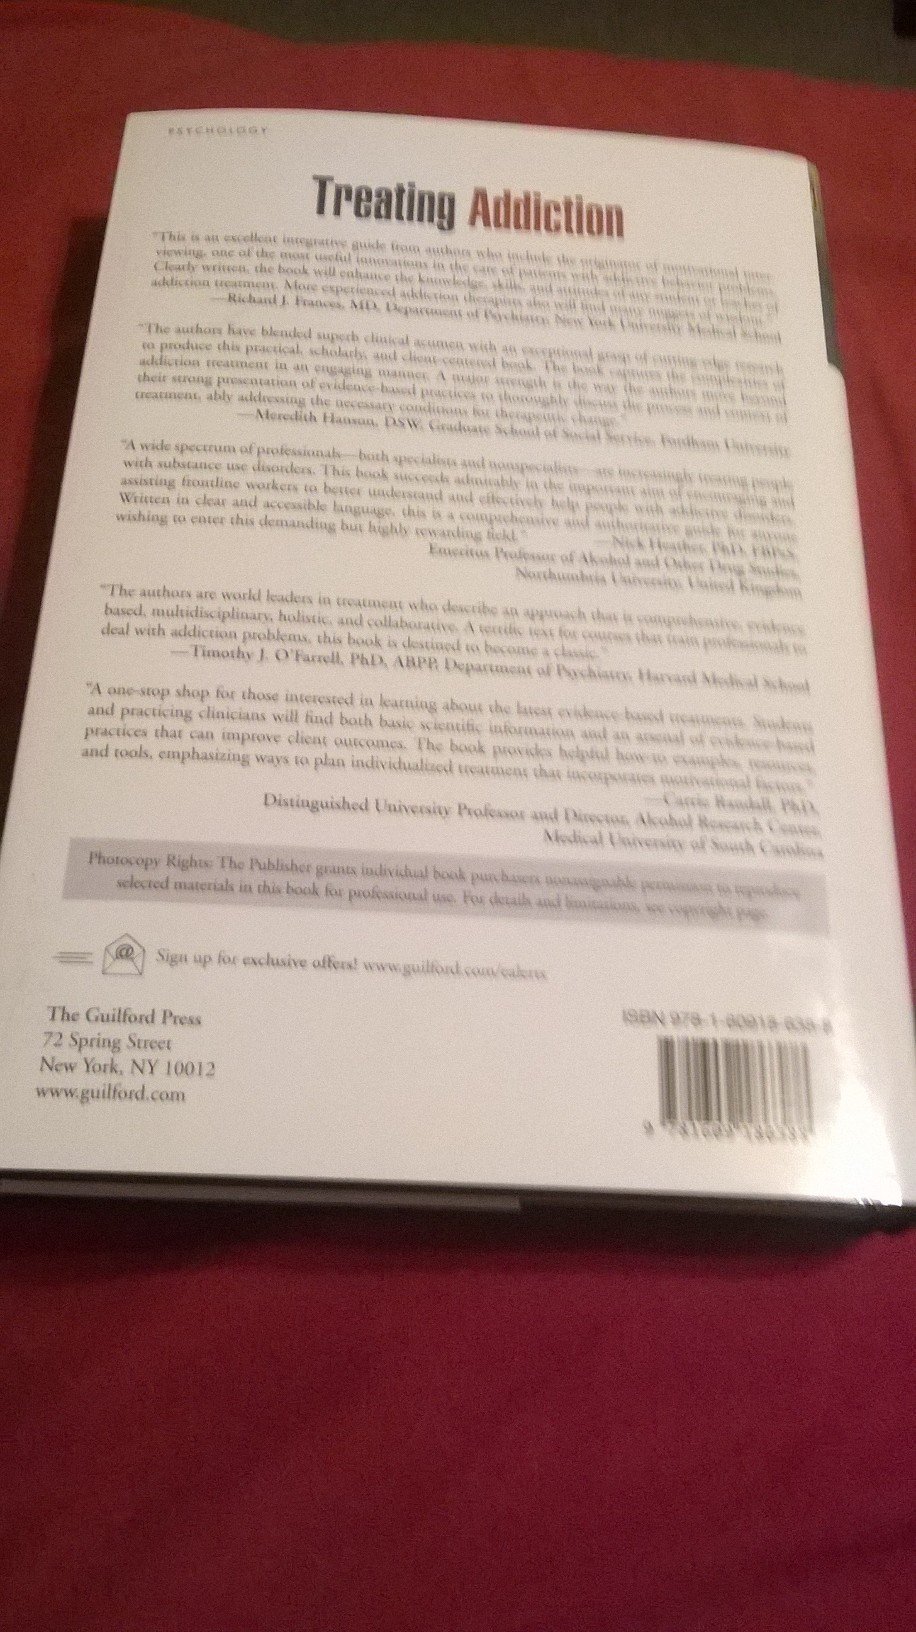 PSYCHOLOGY
Treating Addiction
"This is an excellent integrative guide from authors who include the originator of motivational inter-
viewing, one of the most useful innovations in the care of patients with addictive behavior problems.
Clearly written, the book will enhance the knowledge, skills, and attitudes of any student or teacher of
addiction treatment. More experienced addiction therapists also will find many nuggets of wisdom."
—Richard J. Frances, MD, Department of Psychiatry, New York University Medical School
"The authors have blended superb clinical acumen with an exceptional grasp of cutting-edge research
to produce this practical, scholarly, and client-centered book. The book captures the complexities of
addiction treatment in an engaging manner. A major strength is the way the authors move beyond
their strong presentation of evidence-based practices to thoroughly discuss the process and context of
treatment, ably addressing the necessary conditions for therapeutic change."
—Meredith Hanson, DSW, Graduate School of Social Service, Fordham University
"A wide spectrum of professionals—both specialists and nonspecialists—are increasingly treating people
with substance use disorders. This book succeeds admirably in the important aim of encouraging and
assisting frontline workers to better understand and effectively help people with addictive disorders.
Written in clear and accessible language, this is a comprehensive and authoritative guide for anyone
wishing to enter this demanding but highly rewarding field." —Nick Heather, PhD, FBPsS,
Emeritus Professor of Alcohol and Other Drug Studies,
Northumbria University, United Kingdom
"The authors are world leaders in treatment who describe an approach that is comprehensive, evidence
based, multidisciplinary, holistic, and collaborative. A terrific text for courses that train professionals to
deal with addiction problems, this book is destined to become a classic."
—Timothy J. O'Farrell, PhD, ABPP, Department of Psychiatry, Harvard Medical School
"A one-stop shop for those interested in learning about the latest evidence-based treatments. Students
and practicing clinicians will find both basic scientific information and an arsenal of evidence-based
practices that can improve client outcomes. The book provides helpful how-to examples, resources,
and tools, emphasizing ways to plan individualized treatment that incorporates motivational factors."
—Carrie Randall, PhD,
Distinguished University Professor and Director, Alcohol Research Center,
Medical University of South Carolina
Photocopy Rights: The Publisher grants individual book purchasers nonassignable permission to reproduce
selected materials in this book for professional use. For details and limitations, see copyright page.
@ Sign up for exclusive offers! www.guilford.com/ealerts
The Guilford Press
72 Spring Street
New York, NY 10012
www.guilford.com
ISBN 978-1-60918-638-8